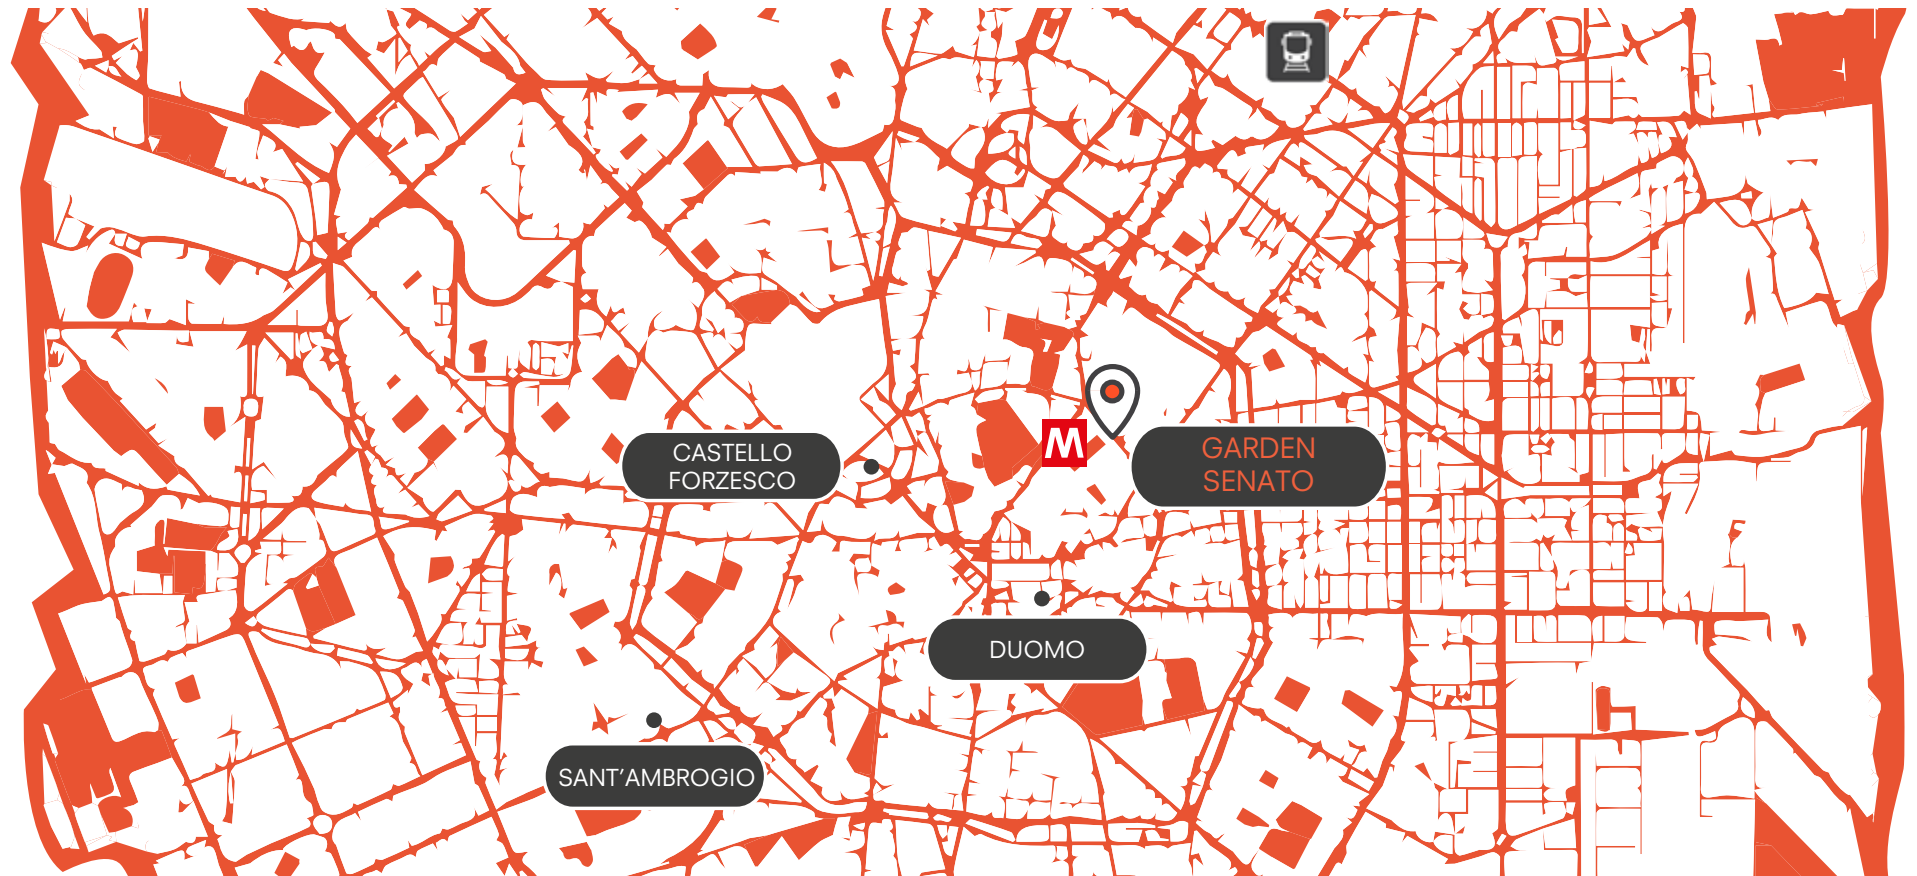 CASTELLO
FORZESCO
M
GARDEN
SENATO
DUOMO
SANT'AMBROGIO